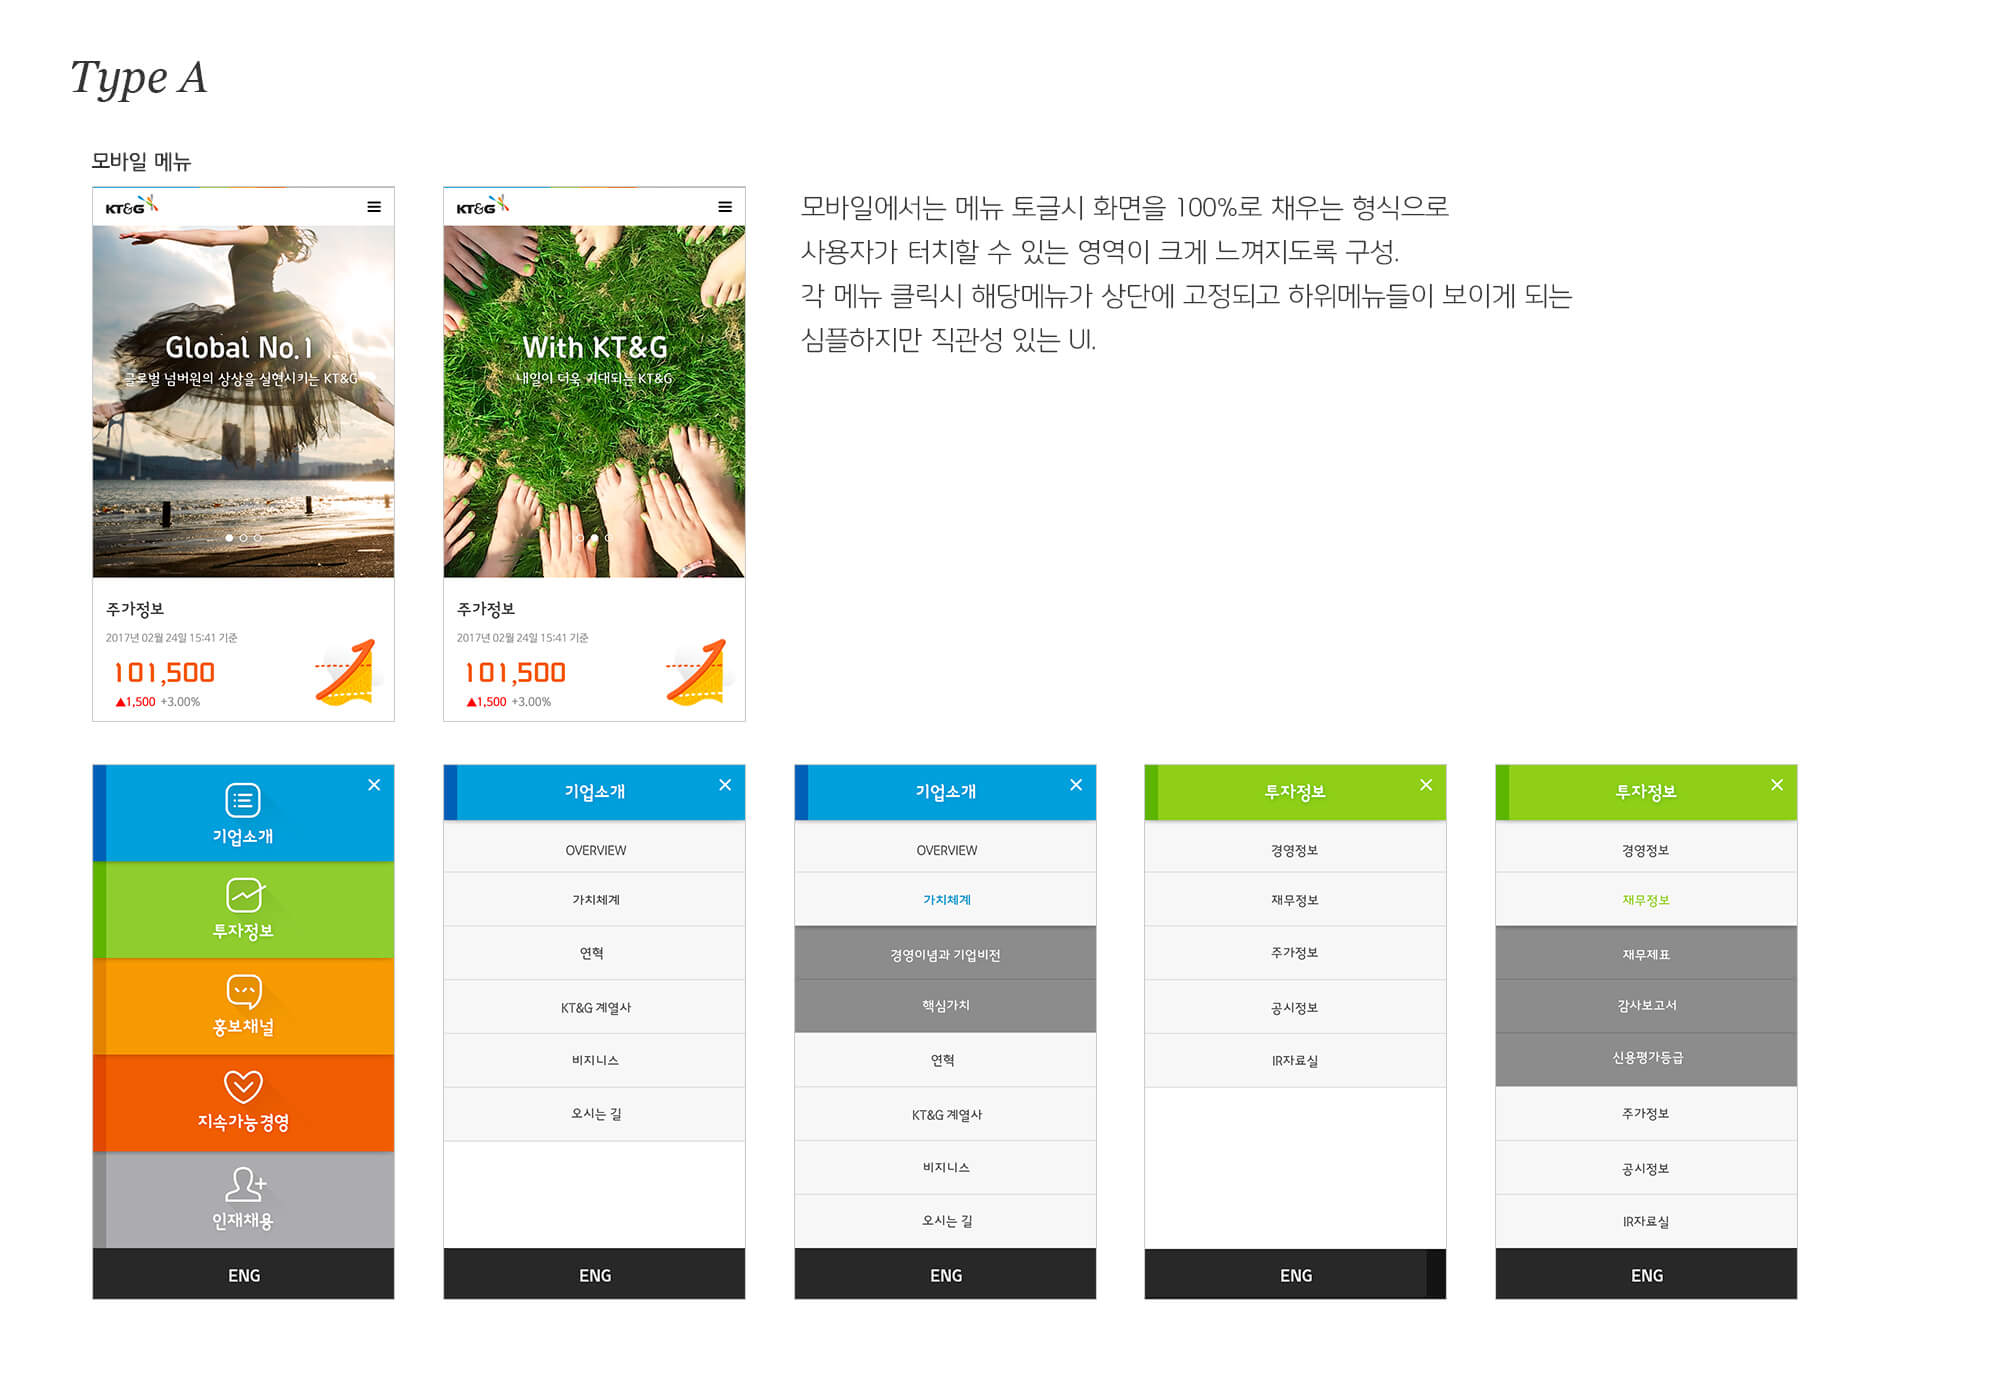 Type A
모바일 메뉴
KT&G
Global No.1
글로벌 넘버원의 상상을 실현시키는 KT&G
주가정보
2017년 02월 24일 15:41 기준
101,500
▲1,500 +3.00%
KT&G
With KT&G
내일이 더욱 기대되는 KT&G
주가정보
2017년 02월 24일 15:41 기준
101,500
▲1,500 +3.00%
모바일에서는 메뉴 토글시 화면을 100%로 채우는 형식으로
사용자가 터치할 수 있는 영역이 크게 느껴지도록 구성.
각 메뉴 클릭시 해당메뉴가 상단에 고정되고 하위메뉴들이 보이게 되는
심플하지만 직관성 있는 UI.
기업소개
투자정보
홍보채널
지속가능경영
인재채용
ENG
기업소개
OVERVIEW
가치체계
연혁
KT&G 계열사
비지니스
오시는 길
ENG
기업소개
OVERVIEW
가치체계
경영이념과 기업비전
핵심가치
연혁
KT&G 계열사
비지니스
오시는 길
ENG
투자정보
경영정보
재무정보
주가정보
공시정보
IR자료실
ENG
투자정보
경영정보
재무정보
재무제표
감사보고서
신용평가등급
주가정보
공시정보
IR자료실
ENG